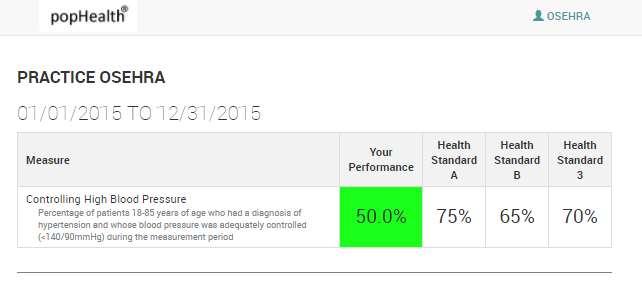 popHealth®
OSEHRA
PRACTICE OSEHRA
01/01/2015 TO 12/31/2015
Measure
Your
Performance
Health
Standard
A
Health
Standard
B
Health
Standard
3
Controlling High Blood Pressure
Percentage of patients 18-85 years of age who had a diagnosis of
hypertension and whose blood pressure was adequately controlled
(<140/90mmHg) during the measurement period
50.0%
75%
65%
70%